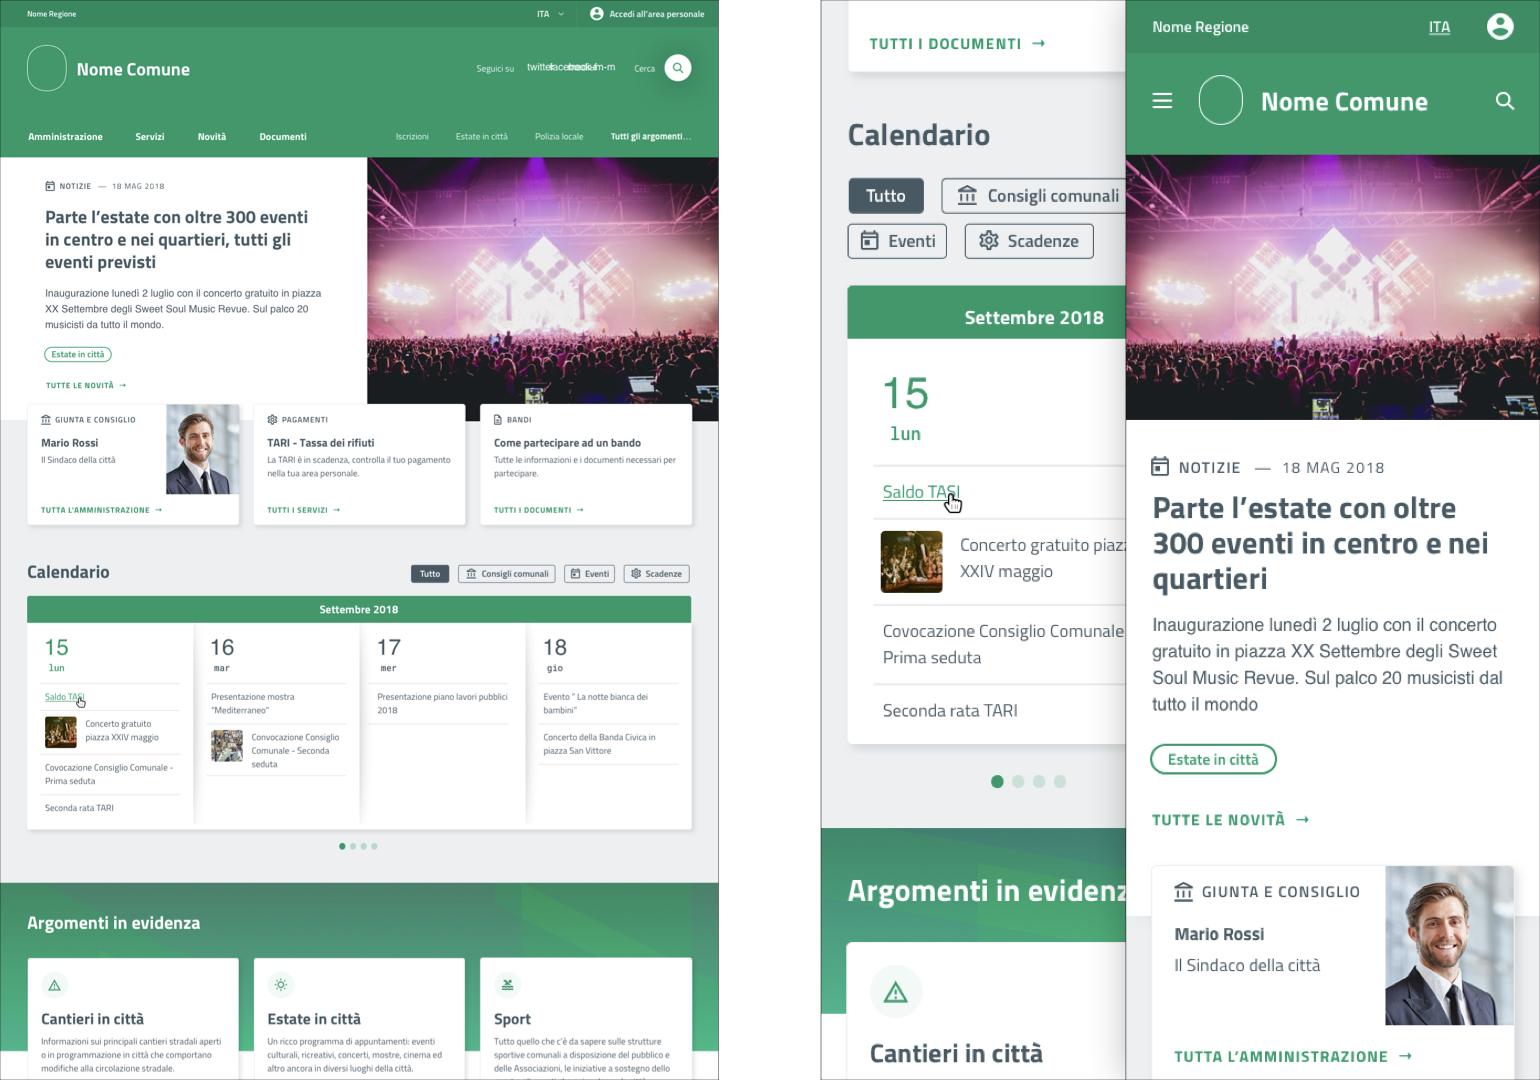 Nome Regione
ITA
Accedi all'area personale
Nome Comune
Seguici su
Cerca
Amministrazione
Servizi
Novità
Documenti
Iscrizioni
Estate in città
Polizia locale
Tutti gli argomenti...
NOTIZIE — 18 MAG 2018
Parte l'estate con oltre 300 eventi
in centro e nei quartieri, tutti gli
eventi previsti
Inaugurazione lunedì 2 luglio con il concerto gratuito in piazza
XX Settembre degli Sweet Soul Music Revue. Sul palco 20
musicisti da tutto il mondo.
Estate in città
TUTTE LE NOVITÀ →
GIUNTA E CONSIGLIO
Mario Rossi
Il Sindaco della città
TUTTA L'AMMINISTRAZIONE →
PAGAMENTI
TARI - Tassa dei rifiuti
La TARI è in scadenza, controlla il tuo pagamento
nella tua area personale.
TUTTI I SERVIZI →
BANDI
Come partecipare ad un bando
Tutte le informazioni e i documenti necessari per
partecipare.
TUTTI I DOCUMENTI →
Calendario
Tutto
Consigli comunali
Eventi
Scadenze
Settembre 2018
15
lun
Saldo TASI
Concerto gratuito
piazza XXIV maggio
Covocazione Consiglio Comunale -
Prima seduta
Seconda rata TARI
16
mar
Presentazione mostra
"Mediterraneo"
Convocazione Consiglio
Comunale - Seconda
seduta
17
mer
Presentazione piano lavori pubblici
2018
18
gio
Evento " La notte bianca dei
bambini"
Concerto della Banda Civica in
piazza San Vittore
Argomenti in evidenza
Cantieri in città
Informazioni sui principali cantieri stradali aperti
o in programmazione in città che comportano
modifiche alla circolazione stradale.
Estate in città
Un ricco programma di appuntamenti: eventi
culturali, ricreativi, concerti, mostre, cinema ed
altro ancora in diversi luoghi della città.
Sport
Tutto quello che c'è da sapere sulle strutture
sportive comunali a disposizione del pubblico e
delle Associazioni, le iniziative a sostegno dello
TUTTI I DOCUMENTI →
Calendario
Tutto
Consigli comunali
Eventi
Scadenze
Settembre 2018
15
lun
Saldo TASI
Concerto gratuito piaz
XXIV maggio
Covocazione Consiglio Comunale
Prima seduta
Seconda rata TARI
Argomenti in eviden
Cantieri in città
Nome Regione
ITA
Nome Comune
NOTIZIE — 18 MAG 2018
Parte l'estate con oltre
300 eventi in centro e nei
quartieri
Inaugurazione lunedì 2 luglio con il concerto
gratuito in piazza XX Settembre degli Sweet
Soul Music Revue. Sul palco 20 musicisti dal
tutto il mondo
Estate in città
TUTTE LE NOVITÀ →
GIUNTA E CONSIGLIO
Mario Rossi
Il Sindaco della città
TUTTA L'AMMINISTRAZIONE →